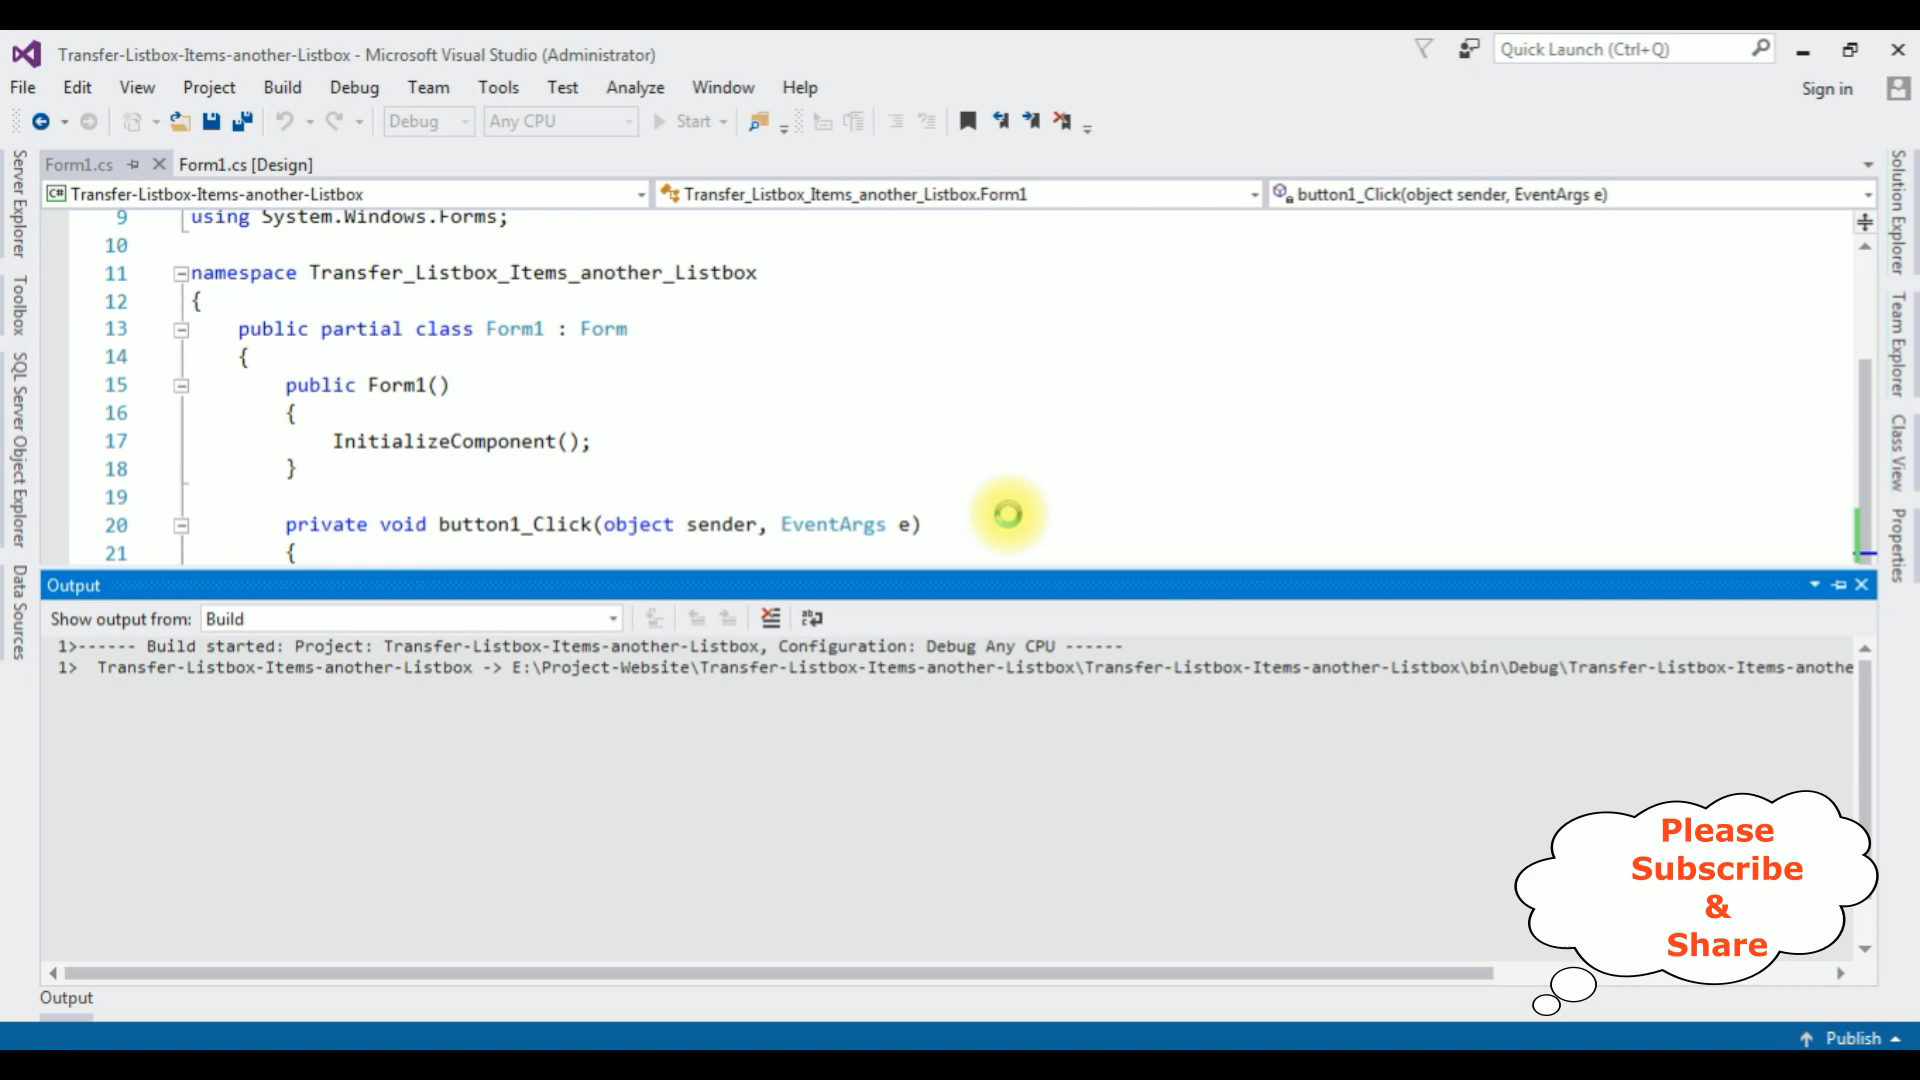 Transfer-Listbox-Items-another-Listbox - Microsoft Visual Studio (Administrator)
Quick Launch (Ctrl+Q)
File Edit View Project Build Debug Team Tools Test Analyze Window Help
Sign in
Debug Any CPU Start
Form1.cs Form1.cs [Design]
C# Transfer-Listbox-Items-another-Listbox Transfer_Listbox_Items_another_Listbox.Form1 button1_Click(object sender, EventArgs e)
Server Explorer
Toolbox
SQL Server Object Explorer
Data Sources
9 using System.Windows.Forms;
10
11 namespace Transfer_Listbox_Items_another_Listbox
12 {
13 public partial class Form1 : Form
14 {
15 public Form1()
16 {
17 InitializeComponent();
18 }
19
20 private void button1_Click(object sender, EventArgs e)
21 {
Solution Explorer
Team Explorer
Class View
Properties
Output
Show output from: Build
1>------ Build started: Project: Transfer-Listbox-Items-another-Listbox, Configuration: Debug Any CPU ------
1> Transfer-Listbox-Items-another-Listbox -> E:\Project-Website\Transfer-Listbox-Items-another-Listbox\Transfer-Listbox-Items-another-Listbox\bin\Debug\Transfer-Listbox-Items-anothe
Please
Subscribe
&
Share
Output
Publish